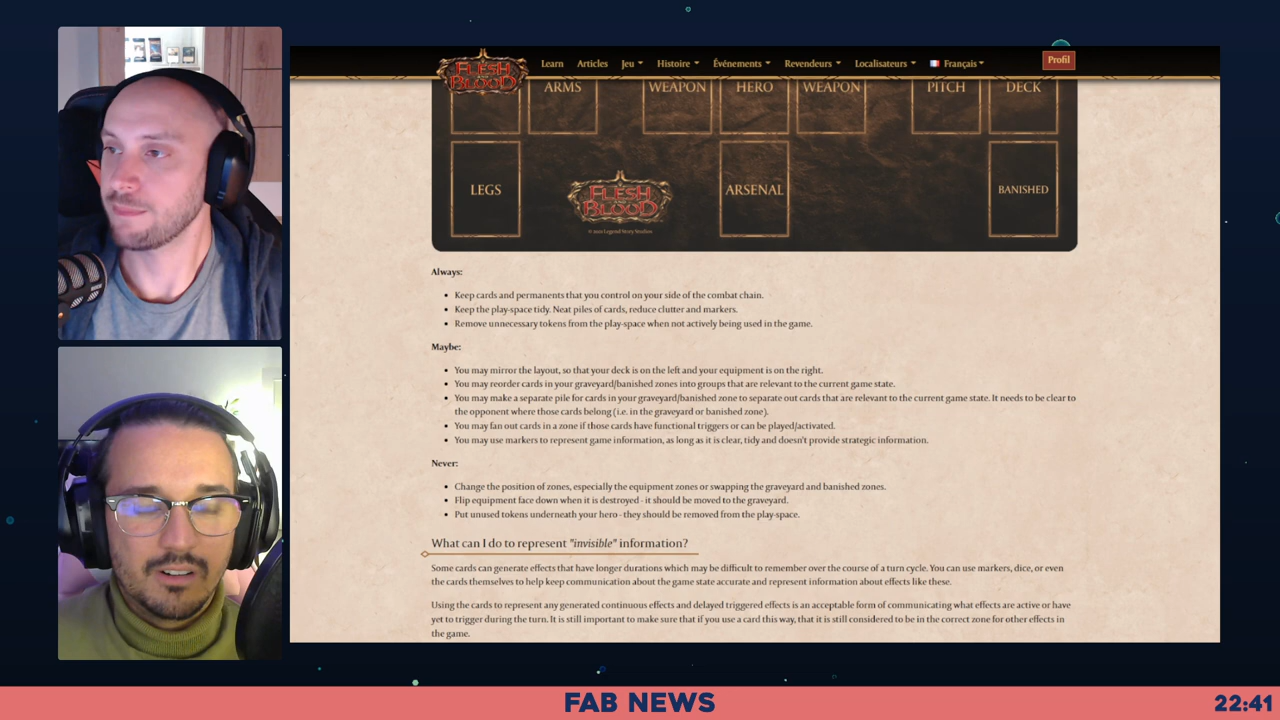 FLESH
BLOOD
Learn Articles Jeu Histoire Événements Revendeurs Localisateurs Français
Profil
ARMS WEAPON HERO WEAPON PITCH DECK
LEGS
FLESH
BLOOD
ARSENAL
BANISHED
Always:
Keep cards and permanents that you control on your side of the combat chain.
Keep the play-space tidy. Neat piles of cards, reduce clutter and markers.
Remove unnecessary tokens from the play-space when not actively being used in the game.
Maybe:
You may mirror the layout, so that your deck is on the left and your equipment is on the right.
You may reorder cards in your graveyard/banished zones into groups that are relevant to the current game state.
You may make a separate pile for cards in your graveyard/banished zone to separate out cards that are relevant to the current game state. It needs to be clear to
the opponent where those cards belong (i.e. in the graveyard or banished zone).
You may fan out cards in a zone if those cards have functional triggers or can be played/activated.
You may use markers to represent game information, as long as it is clear, tidy and doesn't provide strategic information.
Never:
Change the position of zones, especially the equipment zones or swapping the graveyard and banished zones.
Flip equipment face down when it is destroyed - it should be moved to the graveyard.
Put unused tokens underneath your hero - they should be removed from the play-space.
What can I do to represent "invisible" information?
Some cards can generate effects that have longer durations which may be difficult to remember over the course of a turn cycle. You can use markers, dice, or even
the cards themselves to help keep communication about the game state accurate and represent information about effects like these.
Using the cards to represent any generated continuous effects and delayed triggered effects is an acceptable form of communicating what effects are active or have
yet to trigger during the turn. It is still important to make sure that if you use a card this way, that it is still considered to be in the correct zone for other effects in
the game.
FAB NEWS
22:41